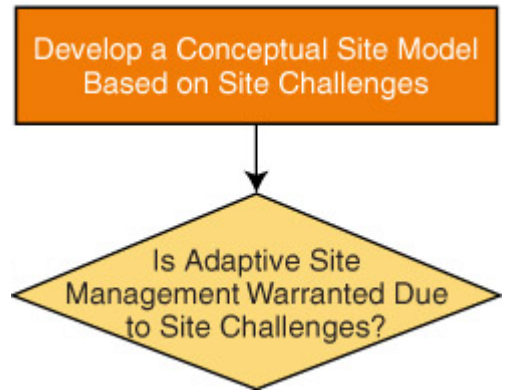 Develop a Conceptual Site Model
Based on Site Challenges
Is Adaptive Site
Management Warranted Due
to Site Challenges?